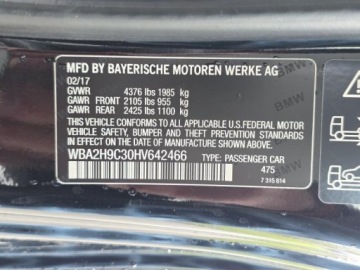 MFD BY BAYERISCHE MOTOREN WERKE AG
02/17
GVWR 4376 lbs 1985 kg
GAWR FRONT 2105 lbs 955 kg
GAWR REAR 2425 lbs 1100 kg
THIS VEHICLE CONFORMS TO ALL APPLICABLE U.S. FEDERAL MOTOR
VEHICLE SAFETY, BUMPER, AND THEFT PREVENTION STANDARDS IN
EFFECT ON THE DATE OF MANUFACTURE SHOWN ABOVE.
WBA2H9C30HV642466 TYPE: PASSENGER CAR
475
7 315 814
BMW
BMW